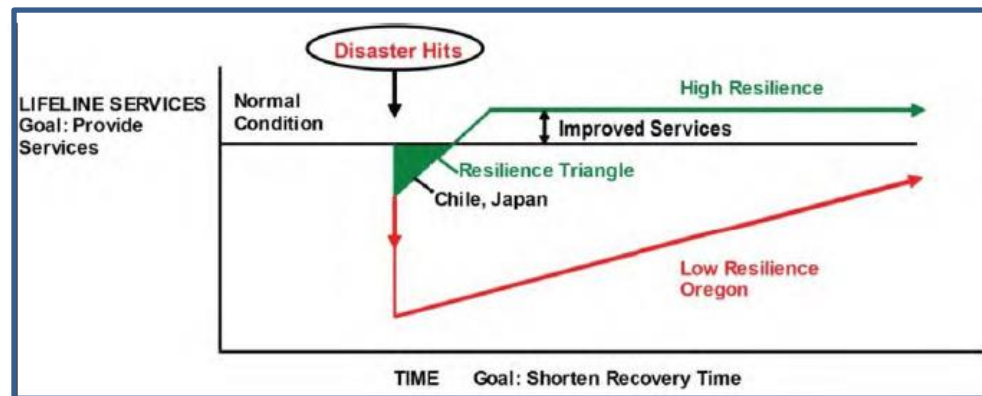 Disaster Hits
LIFELINE SERVICES
Goal: Provide
Services
Normal
Condition
High Resilience
Improved Services
Resilience Triangle
Chile, Japan
Low Resilience
Oregon
TIME Goal: Shorten Recovery Time